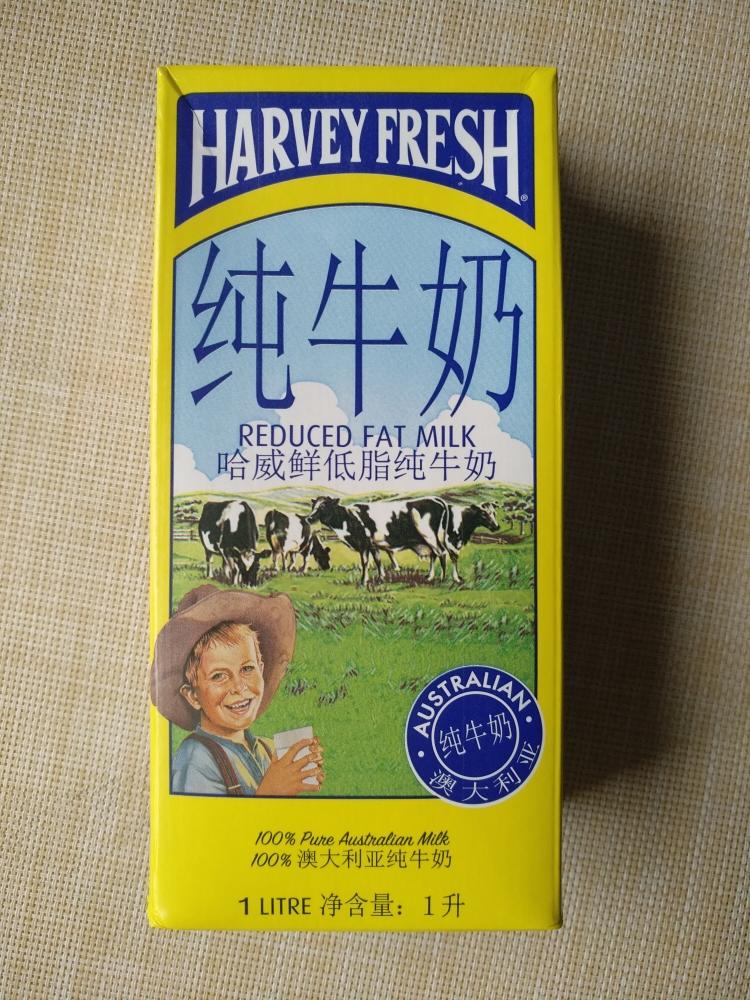 HARVEY FRESH®
纯牛奶
REDUCED FAT MILK
哈威鲜低脂纯牛奶
AUSTRALIAN
纯牛奶
澳大利亚
100% Pure Australian Milk
100% 澳大利亚纯牛奶
1 LITRE 净含量：1升